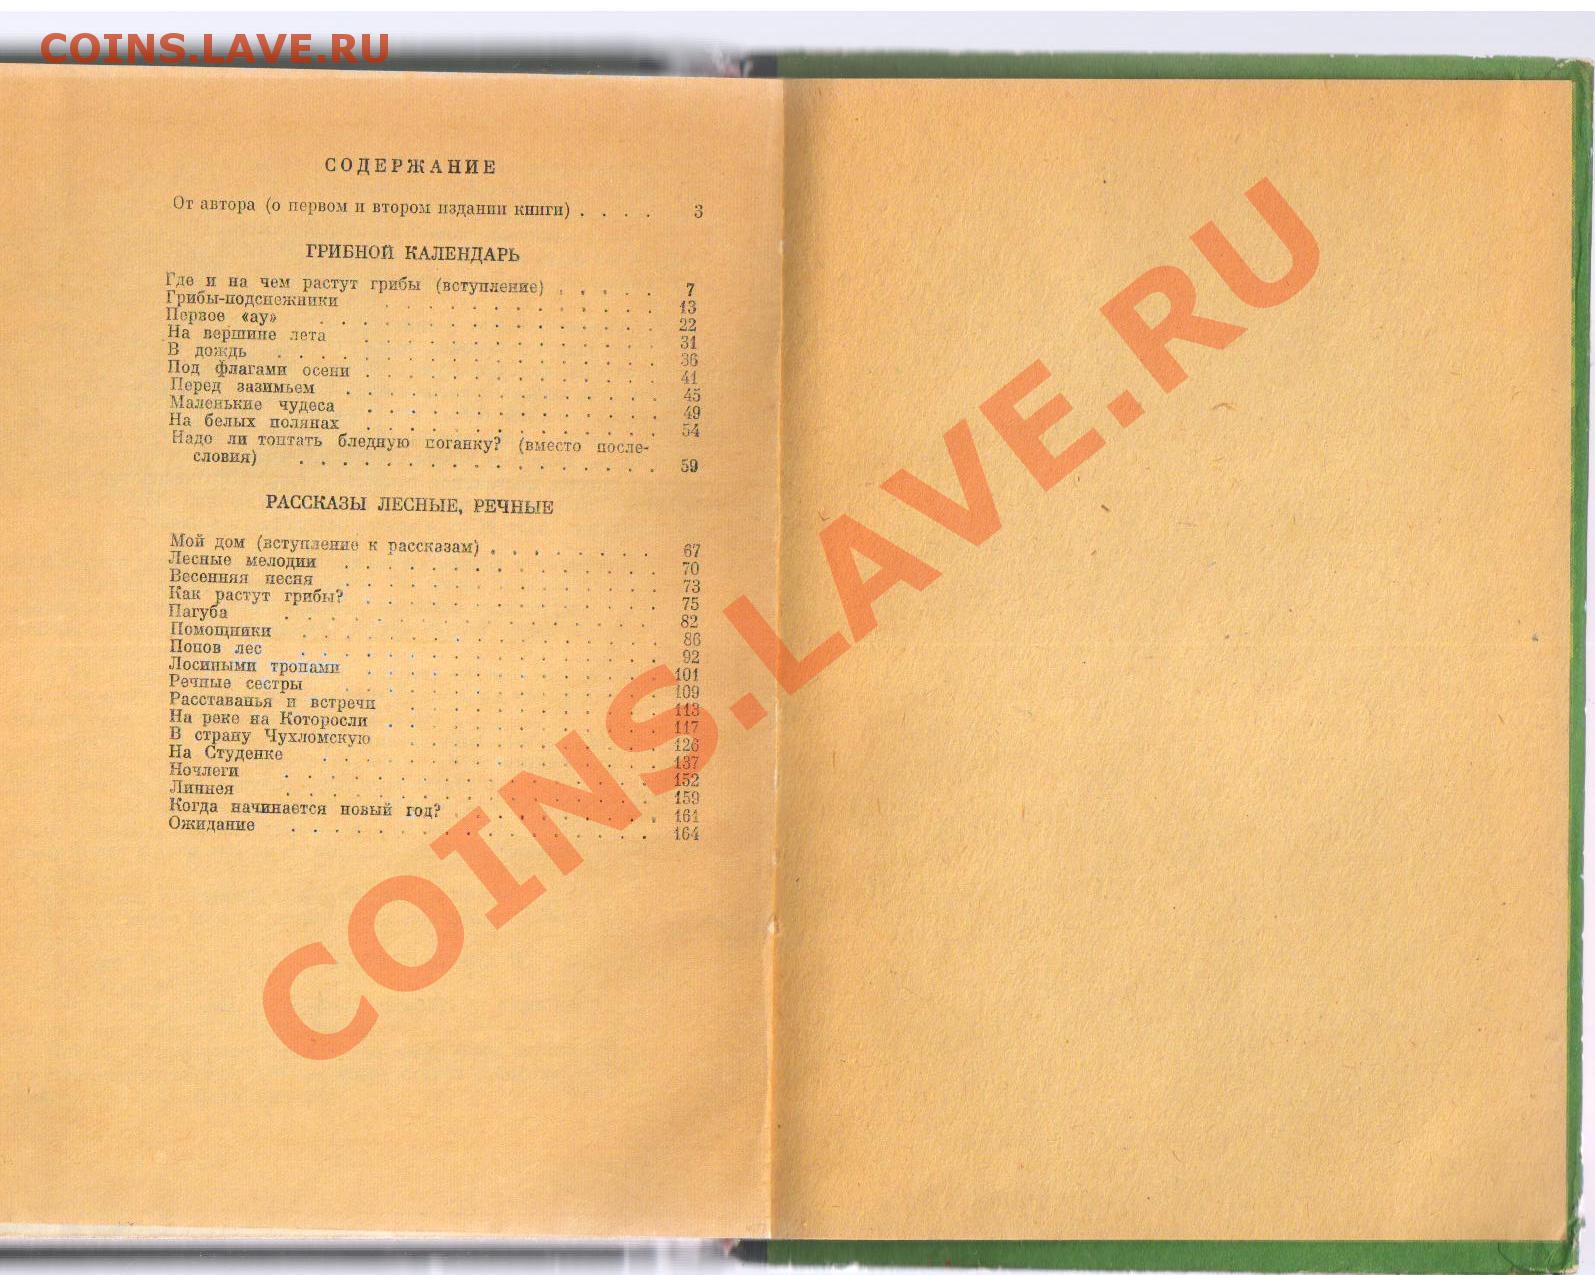 COINS.LAVE.RU
СОДЕРЖАНИЕ
От автора (о первом и втором издании книги) . . . . 3
ГРИБНОЙ КАЛЕНДАРЬ
Где и на чем растут грибы (вступление) . . . . . 7
Грибы-подснежники . . . . . . . . . . . . 13
Первое «ау» . . . . . . . . . . . . . . . 22
На вершине лета . . . . . . . . . . . . . 31
В дождь . . . . . . . . . . . . . . . . . 36
Под флагами осени . . . . . . . . . . . . 41
Перед зазимьем . . . . . . . . . . . . . . 45
Маленькие чудеса . . . . . . . . . . . . . 49
На белых полянах . . . . . . . . . . . . . 54
Надо ли топтать бледную поганку? (вместо после-
словия) . . . . . . . . . . . . . . . . . 59
РАССКАЗЫ ЛЕСНЫЕ, РЕЧНЫЕ
Мой дом (вступление к рассказам) . . . . . . . . 67
Лесные мелодии . . . . . . . . . . . . . . 70
Весенняя песня . . . . . . . . . . . . . . 73
Как растут грибы? . . . . . . . . . . . . . 75
Пагуба . . . . . . . . . . . . . . . . . 82
Помощники . . . . . . . . . . . . . . . . 86
Попов лес . . . . . . . . . . . . . . . . 92
Лосиными тропами . . . . . . . . . . . . . 101
Речные сестры . . . . . . . . . . . . . . 109
Расставанья и встречи . . . . . . . . . . . 113
На реке на Которосли . . . . . . . . . . . 117
В страну Чухломскую . . . . . . . . . . . . 126
На Студенке . . . . . . . . . . . . . . . 137
Ночлеги . . . . . . . . . . . . . . . . . 152
Линнея . . . . . . . . . . . . . . . . . 159
Когда начинается новый год? . . . . . . . . . 161
Ожидание . . . . . . . . . . . . . . . . 164
COINS.LAVE.RU